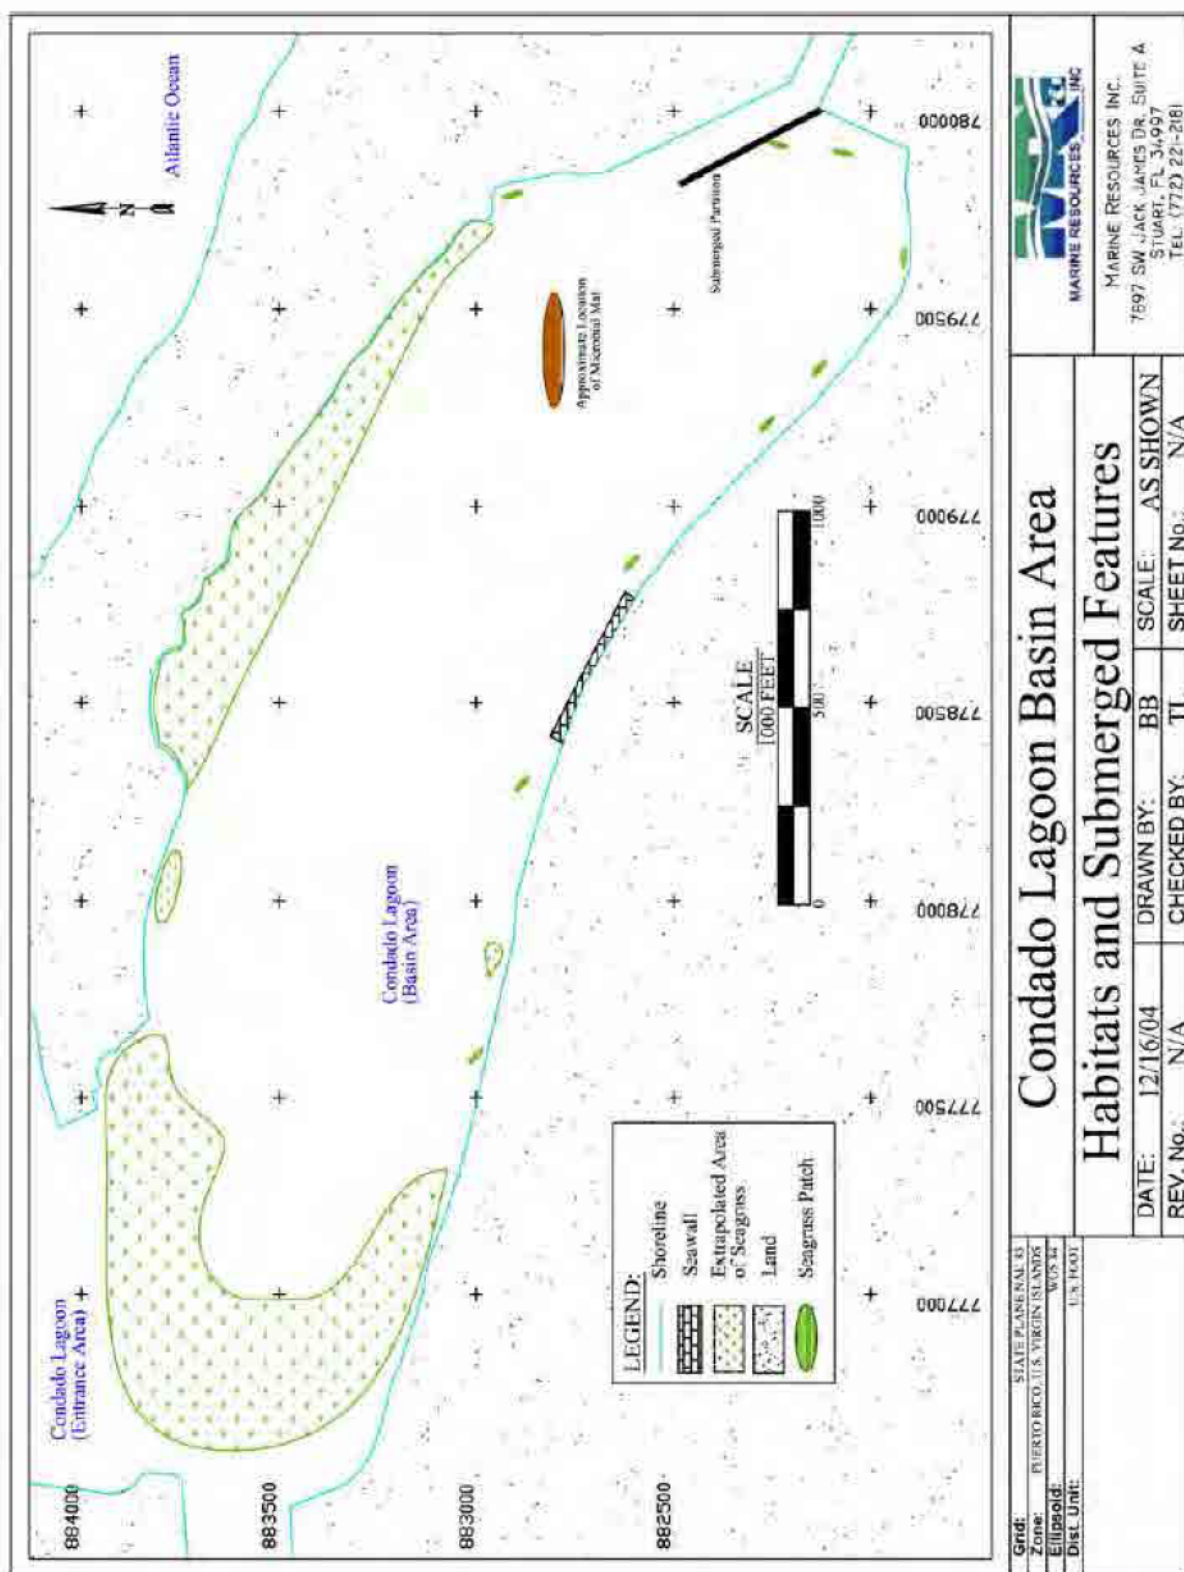 Condado Lagoon
(Entrance Area)
Atlantic Ocean
N
884000
883500
883000
882500
Condado Lagoon
(Basin Area)
Approximate Location
of Microbial Mat
Submerged Partition
777000
777500
778000
778500
779000
779500
780000
LEGEND:
Shoreline
Seawall
Extrapolated Area
of Seagrass
Land
Seagrass Patch
SCALE
1000 FEET
0
500
1000
Grid: STATE PLANE NAD 83
Zone: PUERTO RICO, U.S. VIRGIN ISLANDS
Ellipsoid: WGS 84
Dist. Unit: U.S. FOOT
Condado Lagoon Basin Area
Habitats and Submerged Features
DATE: 12/16/04
DRAWN BY: BB
SCALE: AS SHOWN
REV. No.: N/A
CHECKED BY: TL
SHEET No.: N/A
MARINE RESOURCES INC
MARINE RESOURCES INC.
7897 SW JACK JAMES DR. SUITE A
STUART, FL 34997
TEL: (772) 221-2181